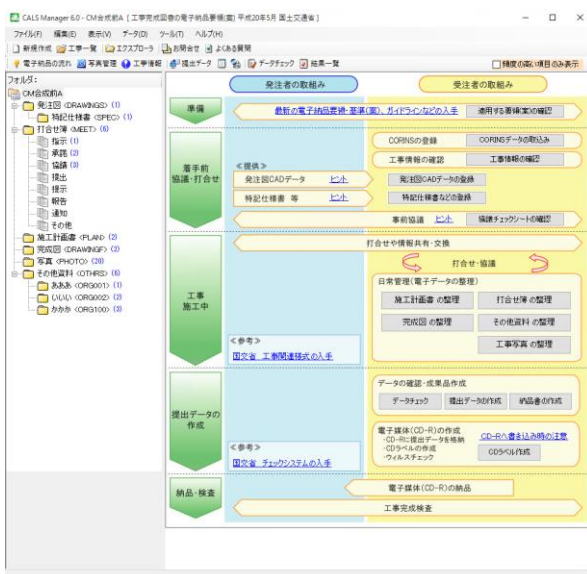 CALS Manager 6.0 - CM合成前A [ 工事完成図書の電子納品要領(案) 平成20年5月 国土交通省 ]
ファイル(F) 編集(E) 表示(V) データ(D) ツール(T) ヘルプ(H)
新規作成 工事一覧 エクスプローラ お問合せ よくある質問
電子納品の流れ 写真管理 工事情報 提出データ データチェック 結果一覧 頻度の高い項目のみ表示
フォルダ:
CM合成前A
発注図 <DRAWINGS> (1)
特記仕様書 <SPEC> (1)
打合せ簿 <MEET> (6)
指示 (1)
承諾 (2)
協議 (3)
提出
提示
報告
通知
その他
施工計画書 <PLAN> (2)
完成図 <DRAWINGF> (2)
写真 <PHOTO> (28)
その他資料 <OTHRS> (6)
あああ <ORG001> (1)
いいい <ORG002> (2)
かかか <ORG100> (3)
発注者の取組み 受注者の取組み
準備
最新の電子納品要領・基準(案)、ガイドラインなどの入手 適用する要領(案)の確認
着手前
協議・打合せ
CORINSの登録 CORINSデータの取込み
工事情報の確認 工事情報の確認
<提供>
発注図CADデータ ヒント 発注図CADデータの登録
特記仕様書 等 ヒント 特記仕様書などの登録
事前協議 ヒント 協議チェックシートの確認
工事
施工中
打合せや情報共有・交換
打合せ・協議
日常管理(電子データの整理)
施工計画書 の整理 打合せ簿 の整理
完成図 の整理 その他資料 の整理
工事写真 の整理
<参考>
国交省 工事関連様式の入手
提出データの
作成
データの確認・成果品作成
データチェック 提出データの作成 納品書の作成
電子媒体(CD-R)の作成
・CD-Rに提出データを格納
・CDラベルの作成
・ウィルスチェック
CD-Rへ書き込み時の注意
CDラベル作成
<参考>
国交省 チェックシステムの入手
納品・検査
電子媒体(CD-R)の納品
工事完成検査